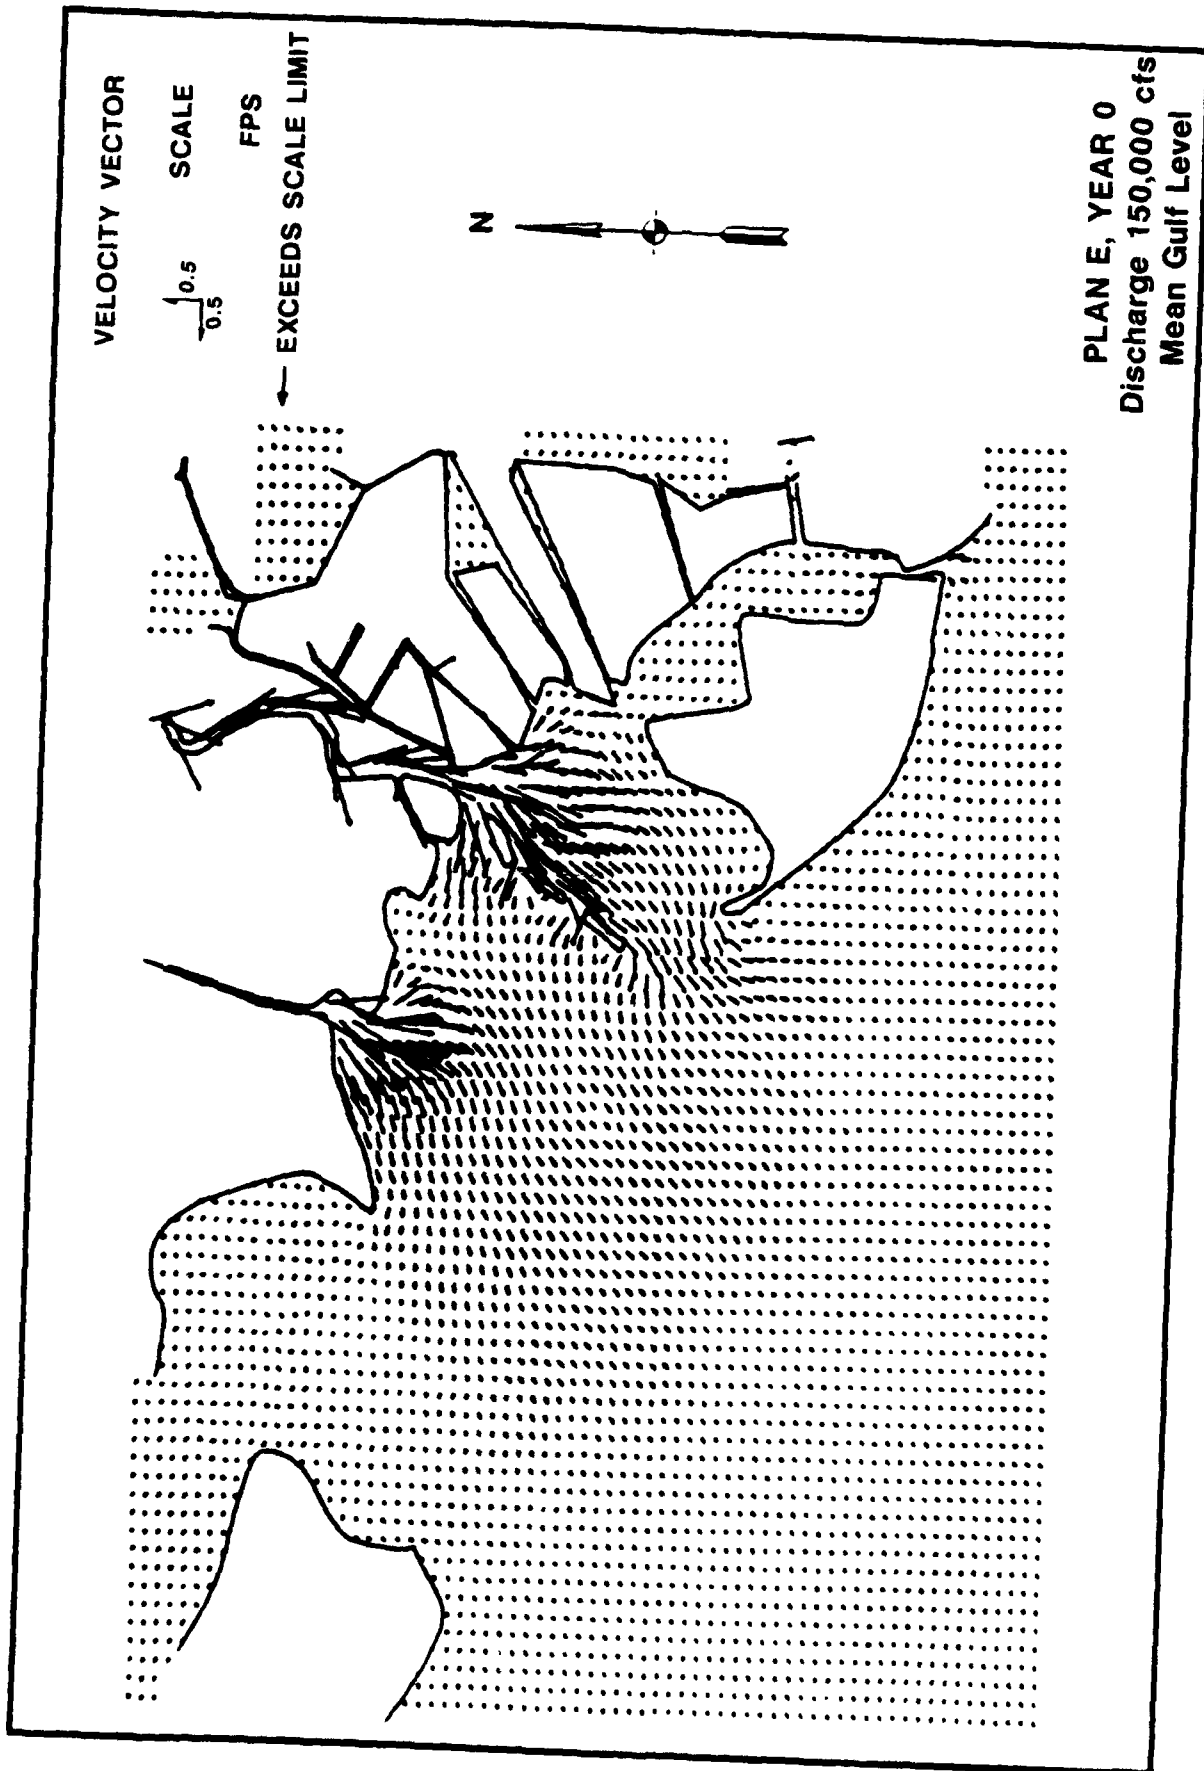 VELOCITY VECTOR
0.5
0.5
SCALE
FPS
← EXCEEDS SCALE LIMIT
N
PLAN E, YEAR 0
Discharge 150,000 cfs
Mean Gulf Level